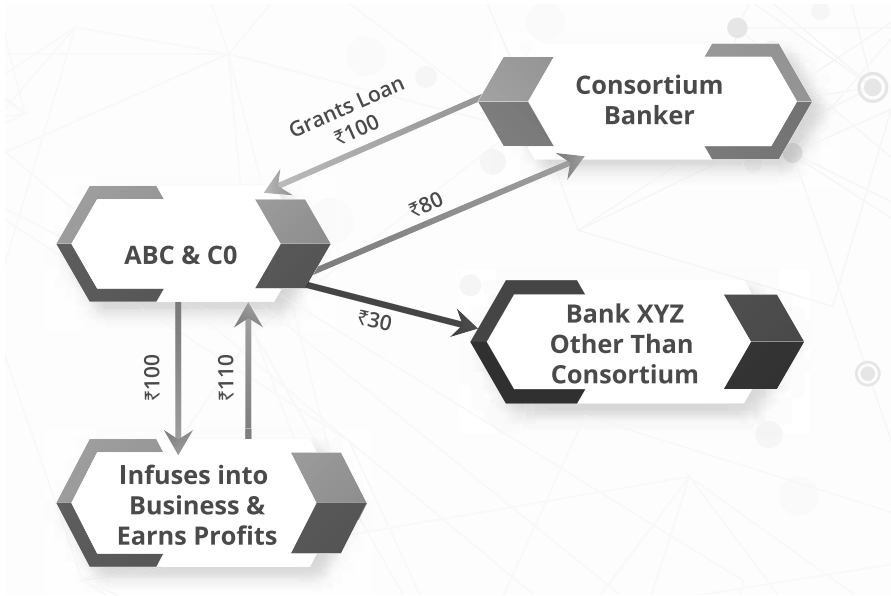 Consortium
Banker
Grants Loan
₹100
₹80
ABC & C0
₹30
Bank XYZ
Other Than
Consortium
₹100
₹110
Infuses into
Business &
Earns Profits